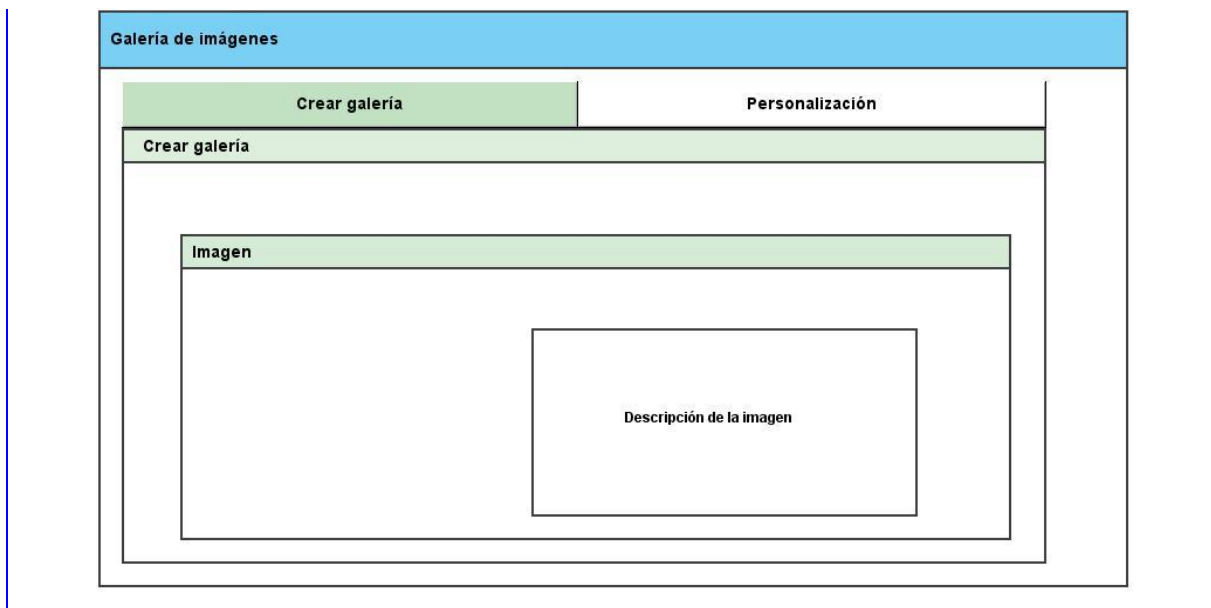 Galería de imágenes
Crear galería
Personalización
Crear galería
Imagen
Descripción de la imagen